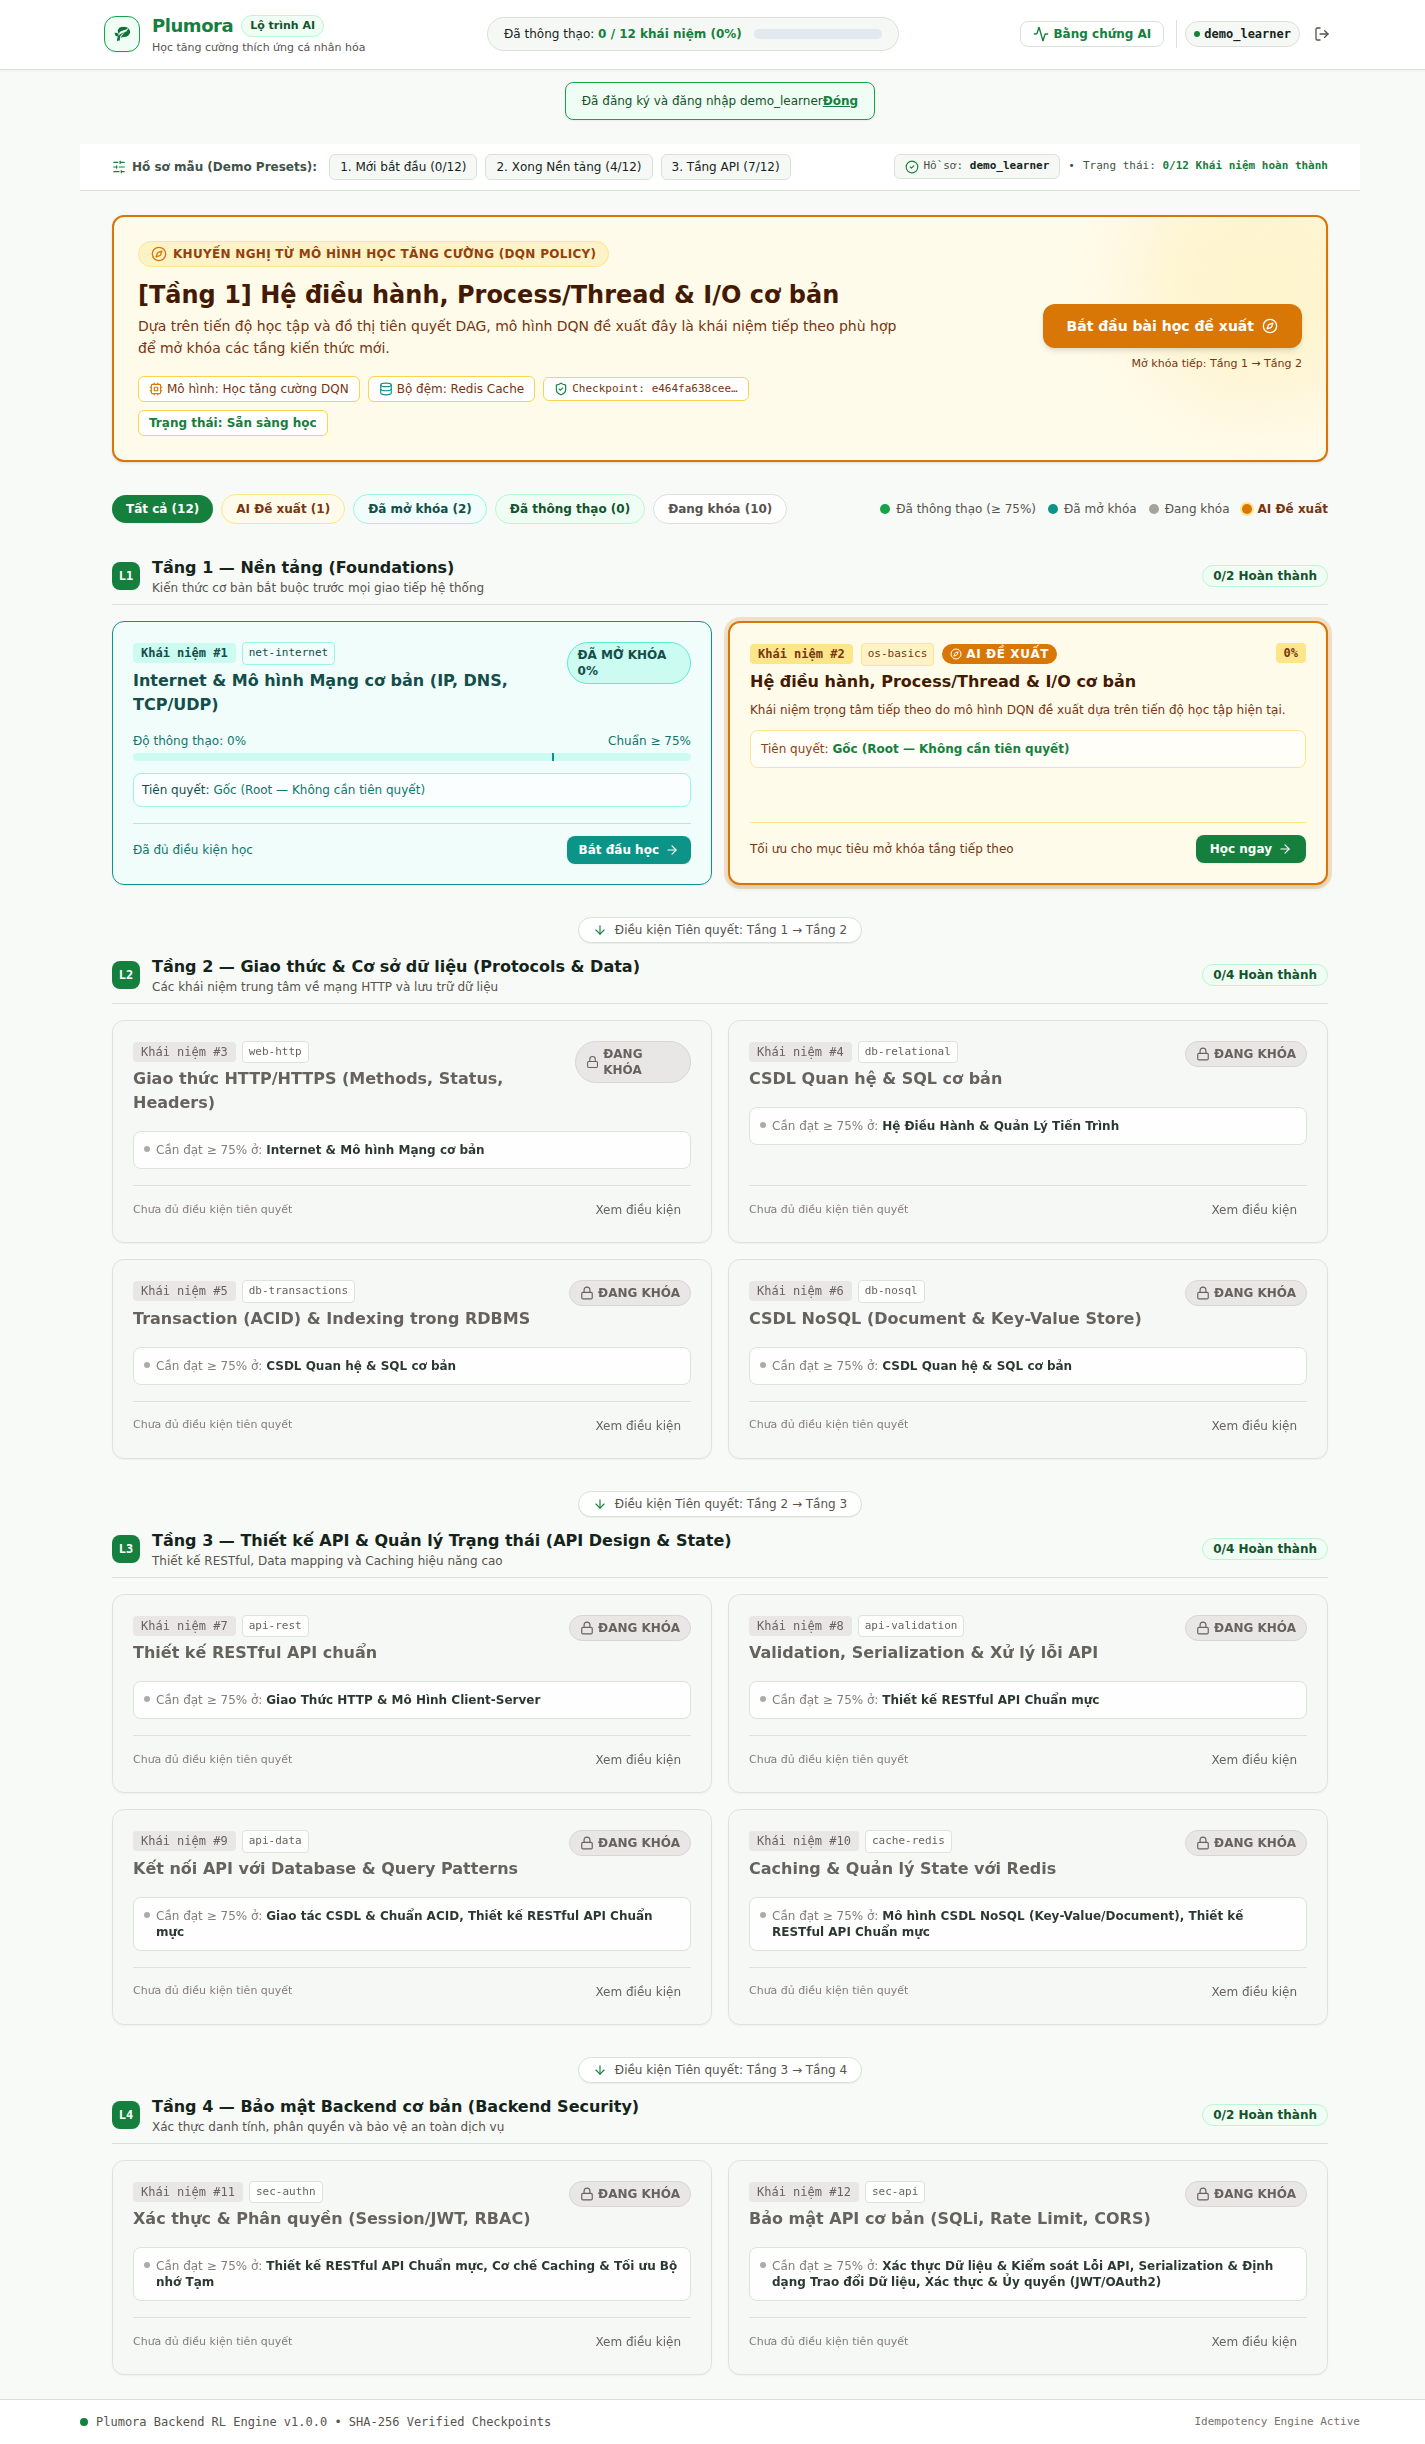 Plumora
Lộ trình AI
Học tăng cường thích ứng cá nhân hóa
Đã thông thạo: 0 / 12 khái niệm (0%)
Bằng chứng AI
demo_learner
Đã đăng ký và đăng nhập demo_learner
Đóng
Hồ sơ mẫu (Demo Presets):
1. Mới bắt đầu (0/12)
2. Xong Nền tảng (4/12)
3. Tầng API (7/12)
Hồ sơ: demo_learner
• Trạng thái: 0/12 Khái niệm hoàn thành
KHUYẾN NGHỊ TỪ MÔ HÌNH HỌC TĂNG CƯỜNG (DQN POLICY)
[Tầng 1] Hệ điều hành, Process/Thread & I/O cơ bản
Dựa trên tiến độ học tập và đồ thị tiên quyết DAG, mô hình DQN đề xuất đây là khái niệm tiếp theo phù hợp
để mở khóa các tầng kiến thức mới.
Bắt đầu bài học đề xuất
Mở khóa tiếp: Tầng 1 → Tầng 2
Mô hình: Học tăng cường DQN
Bộ đệm: Redis Cache
Checkpoint: e464fa638cee…
Trạng thái: Sẵn sàng học
Tất cả (12)
AI Đề xuất (1)
Đã mở khóa (2)
Đã thông thạo (0)
Đang khóa (10)
Đã thông thạo (≥ 75%)
Đã mở khóa
Đang khóa
AI Đề xuất
L1
Tầng 1 — Nền tảng (Foundations)
Kiến thức cơ bản bắt buộc trước mọi giao tiếp hệ thống
0/2 Hoàn thành
Khái niệm #1
net-internet
ĐÃ MỞ KHÓA
0%
Internet & Mô hình Mạng cơ bản (IP, DNS,
TCP/UDP)
Độ thông thạo: 0%
Chuẩn ≥ 75%
Tiên quyết: Gốc (Root — Không cần tiên quyết)
Đã đủ điều kiện học
Bắt đầu học
Khái niệm #2
os-basics
AI ĐỀ XUẤT
0%
Hệ điều hành, Process/Thread & I/O cơ bản
Khái niệm trọng tâm tiếp theo do mô hình DQN đề xuất dựa trên tiến độ học tập hiện tại.
Tiên quyết: Gốc (Root — Không cần tiên quyết)
Tối ưu cho mục tiêu mở khóa tầng tiếp theo
Học ngay
Điều kiện Tiên quyết: Tầng 1 → Tầng 2
L2
Tầng 2 — Giao thức & Cơ sở dữ liệu (Protocols & Data)
Các khái niệm trung tâm về mạng HTTP và lưu trữ dữ liệu
0/4 Hoàn thành
Khái niệm #3
web-http
ĐANG
KHÓA
Giao thức HTTP/HTTPS (Methods, Status,
Headers)
Cần đạt ≥ 75% ở: Internet & Mô hình Mạng cơ bản
Chưa đủ điều kiện tiên quyết
Xem điều kiện
Khái niệm #4
db-relational
ĐANG KHÓA
CSDL Quan hệ & SQL cơ bản
Cần đạt ≥ 75% ở: Hệ Điều Hành & Quản Lý Tiến Trình
Chưa đủ điều kiện tiên quyết
Xem điều kiện
Khái niệm #5
db-transactions
ĐANG KHÓA
Transaction (ACID) & Indexing trong RDBMS
Cần đạt ≥ 75% ở: CSDL Quan hệ & SQL cơ bản
Chưa đủ điều kiện tiên quyết
Xem điều kiện
Khái niệm #6
db-nosql
ĐANG KHÓA
CSDL NoSQL (Document & Key-Value Store)
Cần đạt ≥ 75% ở: CSDL Quan hệ & SQL cơ bản
Chưa đủ điều kiện tiên quyết
Xem điều kiện
Điều kiện Tiên quyết: Tầng 2 → Tầng 3
L3
Tầng 3 — Thiết kế API & Quản lý Trạng thái (API Design & State)
Thiết kế RESTful, Data mapping và Caching hiệu năng cao
0/4 Hoàn thành
Khái niệm #7
api-rest
ĐANG KHÓA
Thiết kế RESTful API chuẩn
Cần đạt ≥ 75% ở: Giao Thức HTTP & Mô Hình Client-Server
Chưa đủ điều kiện tiên quyết
Xem điều kiện
Khái niệm #8
api-validation
ĐANG KHÓA
Validation, Serialization & Xử lý lỗi API
Cần đạt ≥ 75% ở: Thiết kế RESTful API Chuẩn mực
Chưa đủ điều kiện tiên quyết
Xem điều kiện
Khái niệm #9
api-data
ĐANG KHÓA
Kết nối API với Database & Query Patterns
Cần đạt ≥ 75% ở: Giao tác CSDL & Chuẩn ACID, Thiết kế RESTful API Chuẩn
mực
Chưa đủ điều kiện tiên quyết
Xem điều kiện
Khái niệm #10
cache-redis
ĐANG KHÓA
Caching & Quản lý State với Redis
Cần đạt ≥ 75% ở: Mô hình CSDL NoSQL (Key-Value/Document), Thiết kế
RESTful API Chuẩn mực
Chưa đủ điều kiện tiên quyết
Xem điều kiện
Điều kiện Tiên quyết: Tầng 3 → Tầng 4
L4
Tầng 4 — Bảo mật Backend cơ bản (Backend Security)
Xác thực danh tính, phân quyền và bảo vệ an toàn dịch vụ
0/2 Hoàn thành
Khái niệm #11
sec-authn
ĐANG KHÓA
Xác thực & Phân quyền (Session/JWT, RBAC)
Cần đạt ≥ 75% ở: Thiết kế RESTful API Chuẩn mực, Cơ chế Caching & Tối ưu Bộ
nhớ Tạm
Chưa đủ điều kiện tiên quyết
Xem điều kiện
Khái niệm #12
sec-api
ĐANG KHÓA
Bảo mật API cơ bản (SQLi, Rate Limit, CORS)
Cần đạt ≥ 75% ở: Xác thực Dữ liệu & Kiểm soát Lỗi API, Serialization & Định
dạng Trao đổi Dữ liệu, Xác thực & Ủy quyền (JWT/OAuth2)
Chưa đủ điều kiện tiên quyết
Xem điều kiện
Plumora Backend RL Engine v1.0.0 • SHA-256 Verified Checkpoints
Idempotency Engine Active